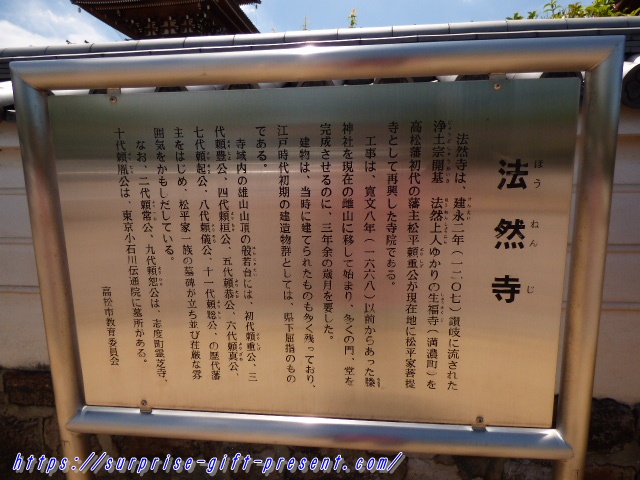 法然寺
ほうねんじ
法然寺は、建永二年(一二〇七)讃岐に流された
浄土宗開基 法然上人ゆかりの生福寺(満濃町)を
高松藩初代の藩主松平頼重公が現在地に松平家菩提
寺として再興した寺院である。
工事は、寛文八年(一六六八)以前からあった鰧
神社を現在の雌山に移して始まり、多くの門、堂を
完成させるのに、三年余の歳月を要した。
建物は、当時に建てられたものも多く残っており、
江戸時代初期の建造物群としては、県下屈指のもの
である。
寺域内の雄山山頂の般若台には、初代頼重公、三
代頼豊公、四代頼桓公、五代頼恭公、六代頼真公、
七代頼起公、八代頼儀公、十一代頼聡公、の歴代藩
主をはじめ、松平家一族の墓碑が立ち並び荘厳な雰
囲気をかもしだしている。
なお、二代頼常公、九代頼恕公は、志度町霊芝寺、
十代頼胤公は、東京小石川伝通院に墓所がある。
高松市教育委員会
https://surprise-gift-present.com/